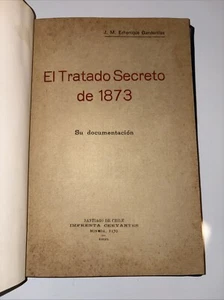 J. M. Echenique Gandarillas
El Tratado Secreto
de 1873
Su documentación
SANTIAGO DE CHILE
IMPRENTA CERVANTES